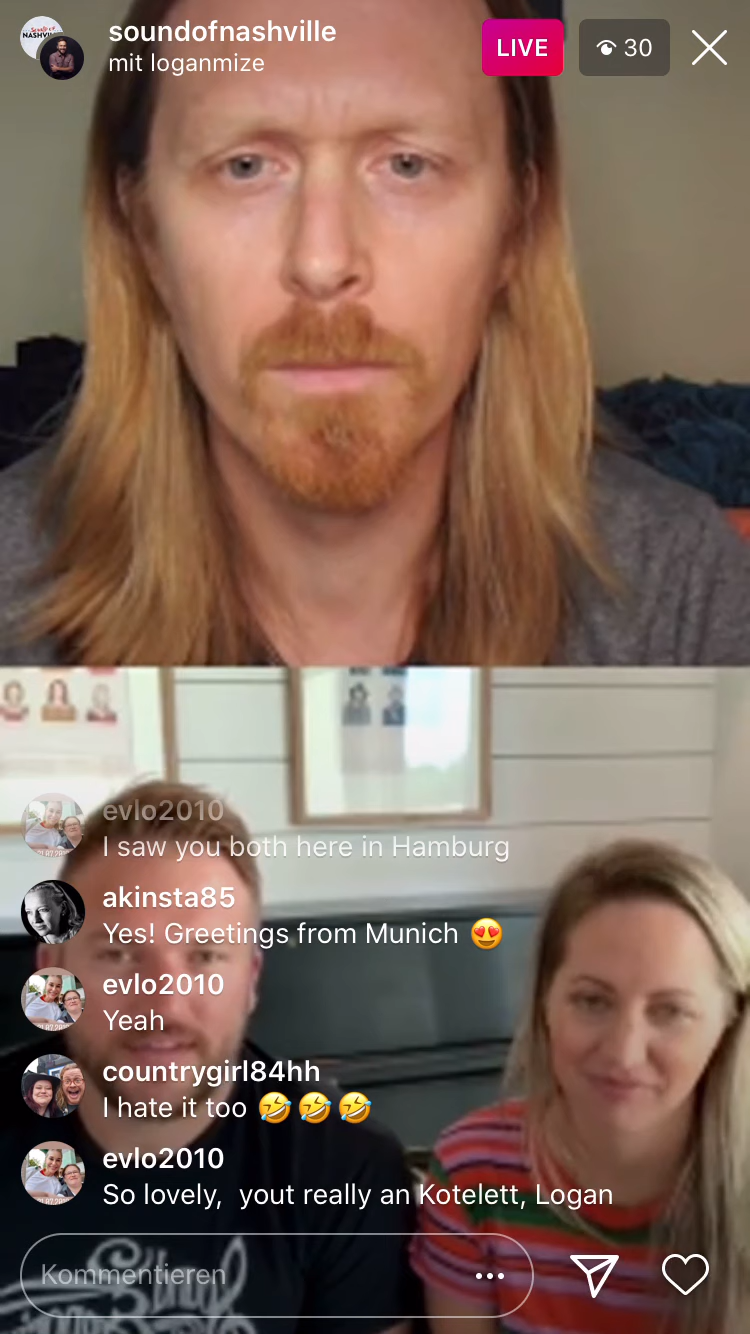 soundofnashville
mit loganmize
LIVE
30
evlo2010
I saw you both here in Hamburg
akinsta85
Yes! Greetings from Munich 😍
evlo2010
Yeah
countrygirl84hh
I hate it too 🤣🤣🤣
evlo2010
So lovely,  yout really an Kotelett, Logan
Kommentieren